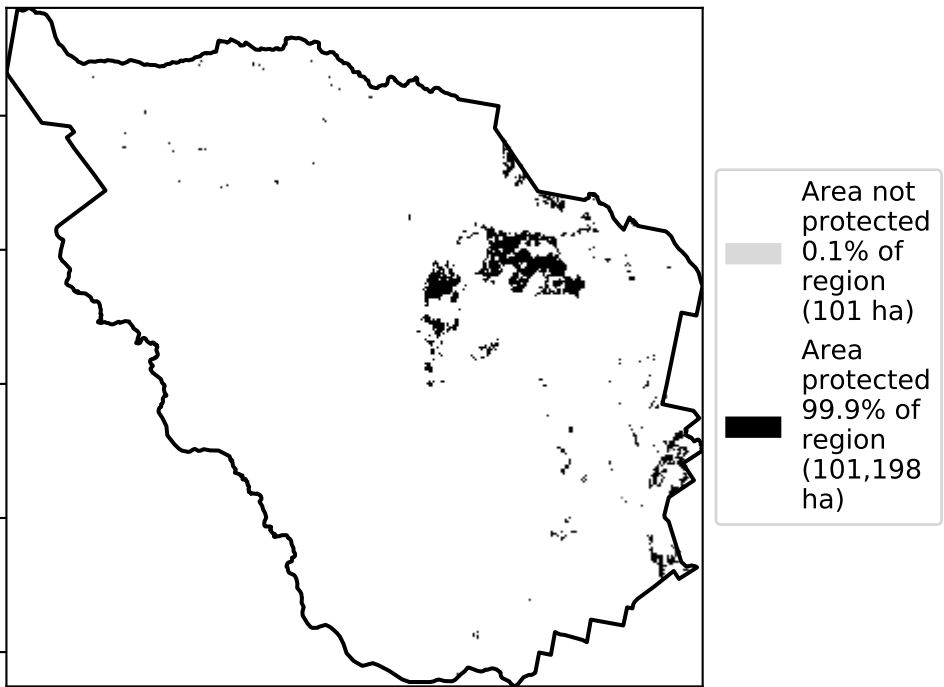 Area not
protected
0.1% of
region
(101 ha)
Area
protected
99.9% of
region
(101,198
ha)